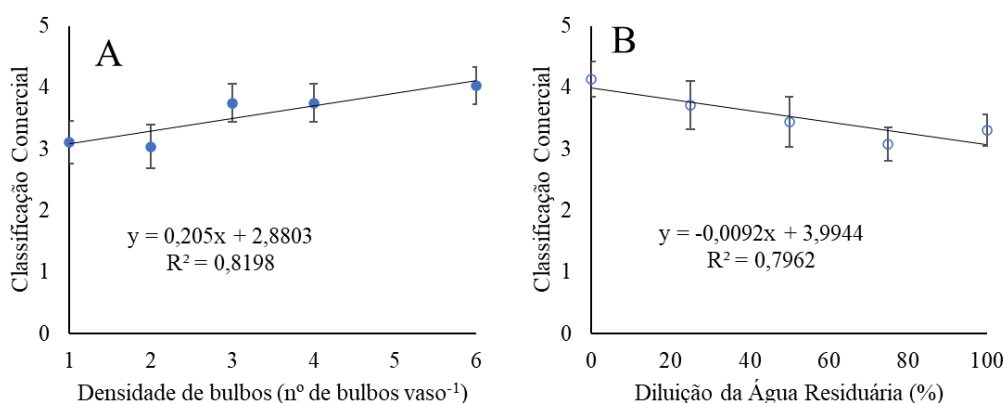 A
Classificação Comercial
5
4
3
2
1
0
y = 0,205x + 2,8803
R² = 0,8198
1 2 3 4 6
Densidade de bulbos (nº de bulbos vaso⁻¹)
B
Classificação Comercial
5
4
3
2
1
0
y = -0,0092x + 3,9944
R² = 0,7962
0 20 40 60 80 100
Diluição da Água Residuária (%)